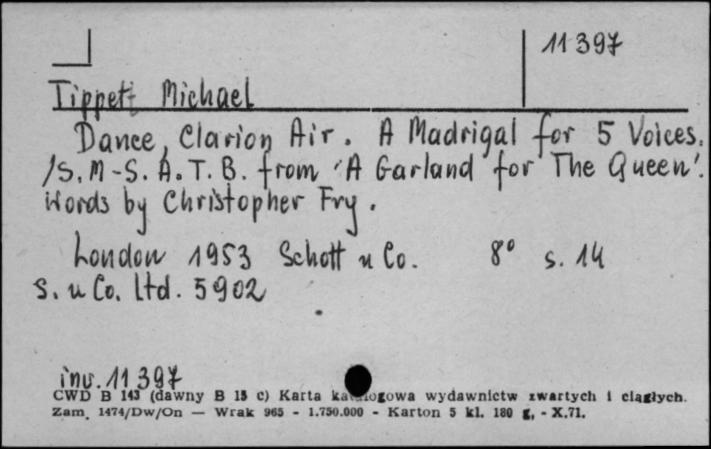 11397
Tippett Michael
Dance, Clarion Air. A Madrigal for 5 Voices.
/S. M-S. A. T. B. from 'A Garland for The Queen'.
Words by Christopher Fry.
London 1953 Schott u Co. 8° s. 14
S. u Co. Ltd. 5902
inw. 11397
CWD B 143 (dawny B 15 c) Karta katalogowa wydawnictw zwartych i ciągłych.
Zam. 1474/Dw/On — Wrak 965 - 1.750.000 - Karton 5 kl. 180 g, - X.71.